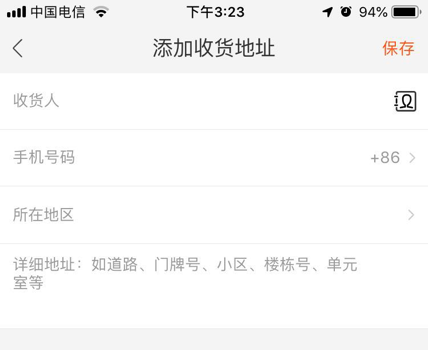 中国电信 下午3:23 94%
添加收货地址 保存
收货人
手机号码 +86
所在地区
详细地址：如道路、门牌号、小区、楼栋号、单元
室等